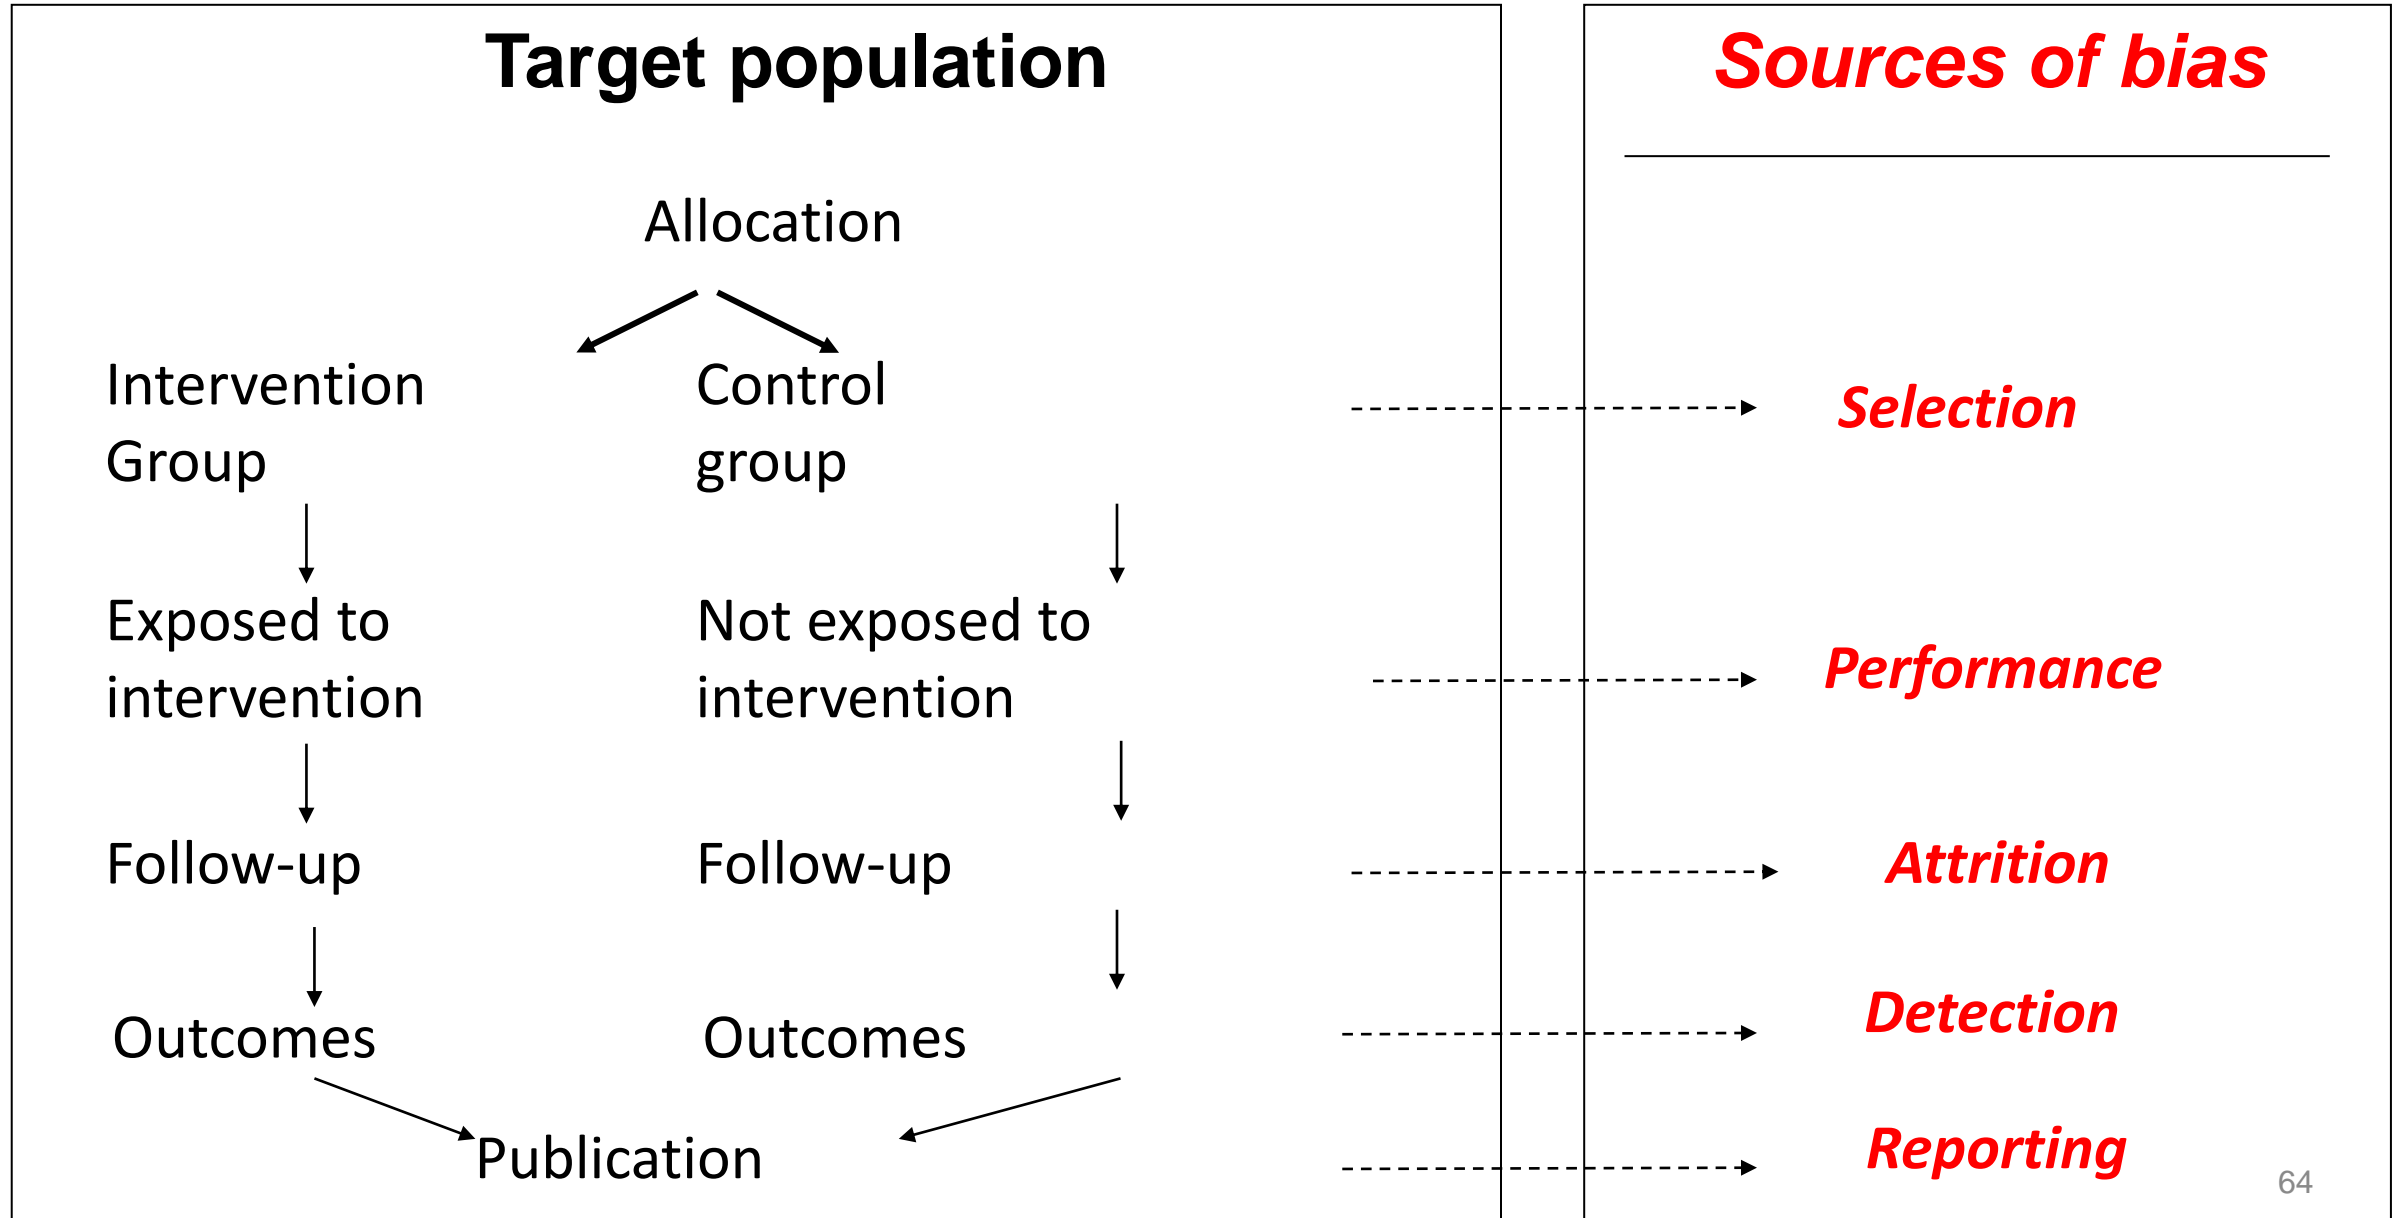 Target population
Sources of bias
Allocation
Intervention
Group
Control
group
Selection
Exposed to
intervention
Not exposed to
intervention
Performance
Follow-up
Follow-up
Attrition
Outcomes
Outcomes
Detection
Publication
Reporting
64